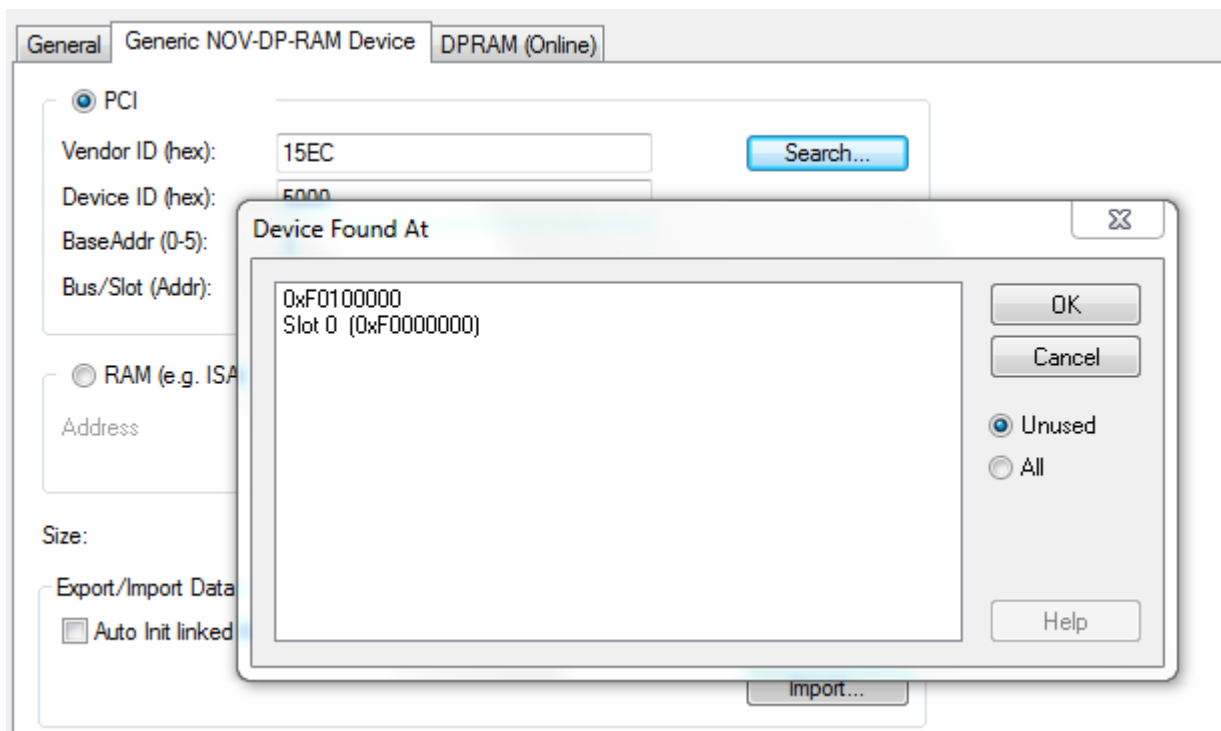 General Generic NOV-DP-RAM Device DPRAM (Online)
PCI
Vendor ID (hex): 15EC Search...
Device ID (hex): 5000
BaseAddr (0-5):
Bus/Slot (Addr):
Device Found At
0xF0100000
Slot 0 (0xF0000000)
OK
Cancel
Unused
All
Help
RAM (e.g. ISA
Address
Size:
Export/Import Data
Auto Init linked
Import...